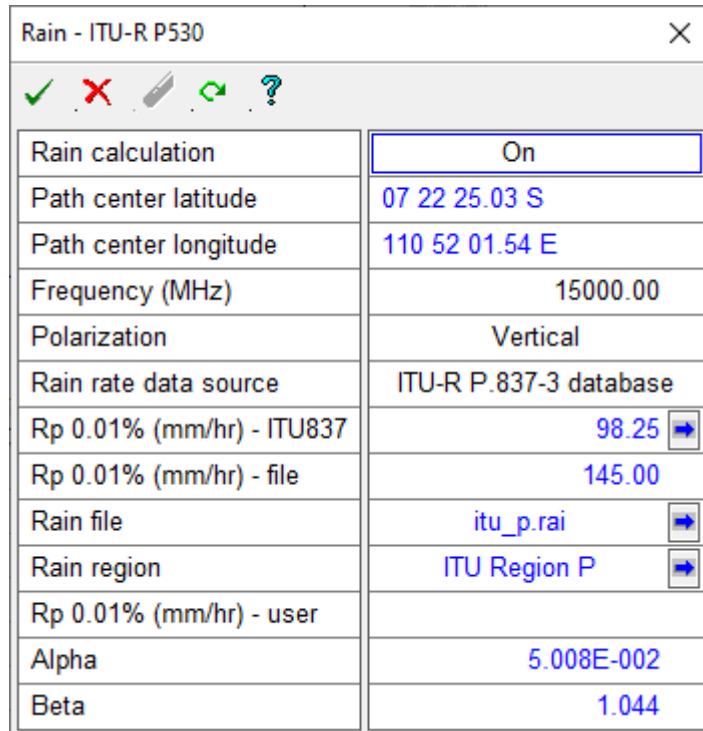 Rain - ITU-R P530
?
Rain calculation On
Path center latitude 07 22 25.03 S
Path center longitude 110 52 01.54 E
Frequency (MHz) 15000.00
Polarization Vertical
Rain rate data source ITU-R P.837-3 database
Rp 0.01% (mm/hr) - ITU837 98.25
Rp 0.01% (mm/hr) - file 145.00
Rain file itu_p.rai
Rain region ITU Region P
Rp 0.01% (mm/hr) - user
Alpha 5.008E-002
Beta 1.044